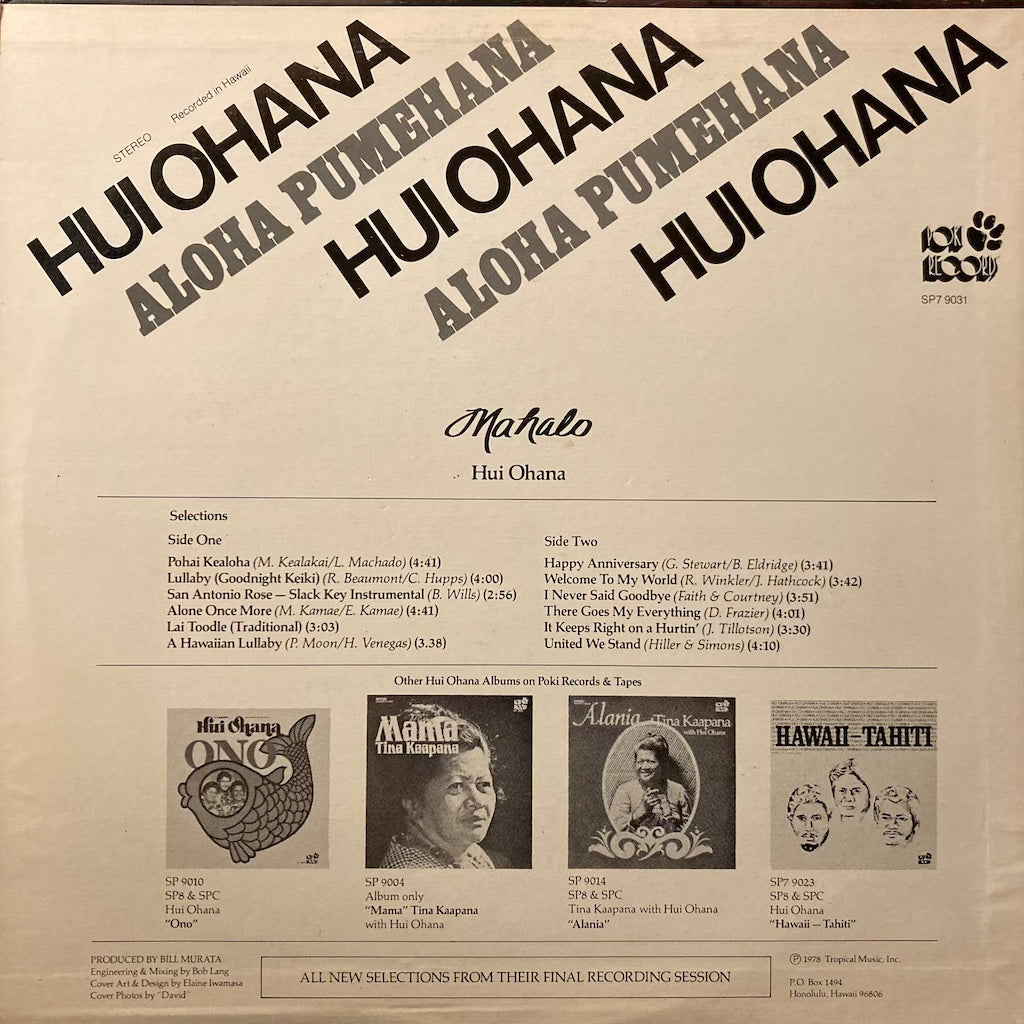 STEREO Recorded in Hawaii
HUI OHANA
ALOHA PUMEHANA
HUI OHANA
ALOHA PUMEHANA
HUI OHANA
POKI
RECORDS
SP7 9031
Mahalo
Hui Ohana
Selections
Side One
Pohai Kealoha (M. Kealakai/L. Machado) (4:41)
Lullaby (Goodnight Keiki) (R. Beaumont/C. Hupps) (4:00)
San Antonio Rose — Slack Key Instrumental (B. Wills) (2:56)
Alone Once More (M. Kamae/E. Kamae) (4:41)
Lai Toodle (Traditional) (3:03)
A Hawaiian Lullaby (P. Moon/H. Venegas) (3.38)
Side Two
Happy Anniversary (G. Stewart/B. Eldridge) (3:41)
Welcome To My World (R. Winkler/J. Hathcock) (3:42)
I Never Said Goodbye (Faith & Courtney) (3:51)
There Goes My Everything (D. Frazier) (4:01)
It Keeps Right on a Hurtin' (J. Tillotson) (3:30)
United We Stand (Hiller & Simons) (4:10)
Other Hui Ohana Albums on Poki Records & Tapes
Hui Ohana
ONO
SP 9010
SP8 & SPC
Hui Ohana
"Ono"
Mama
Tina Kaapana
SP 9004
Album only
"Mama" Tina Kaapana
with Hui Ohana
Alania Tina Kaapana
with Hui Ohana
SP 9014
SP8 & SPC
Tina Kaapana with Hui Ohana
"Alania"
HAWAII—TAHITI
SP7 9023
SP8 & SPC
Hui Ohana
"Hawaii — Tahiti"
PRODUCED BY BILL MURATA
Engineering & Mixing by Bob Lang
Cover Art & Design by Elaine Iwamasa
Cover Photos by "David"
ALL NEW SELECTIONS FROM THEIR FINAL RECORDING SESSION
℗ 1978 Tropical Music, Inc.
P.O. Box 1494
Honolulu, Hawaii 96806